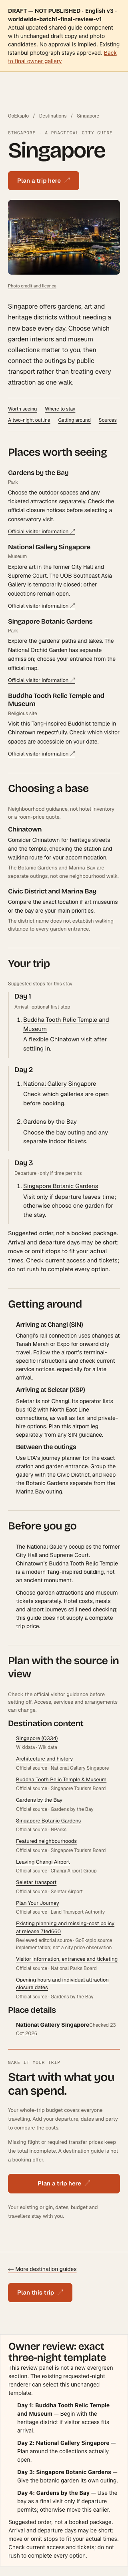 DRAFT — NOT PUBLISHED · English v3 ·
worldwide-batch1-final-review-v1
Actual updated shared guide component
with unchanged draft copy and photo
allocations. No approval is implied. Existing
Istanbul photograph stays approved. Back
to final owner gallery
GoEkspio / Destinations / Singapore
SINGAPORE · A PRACTICAL CITY GUIDE
Singapore
Plan a trip here ↗
Photo credit and licence
Singapore offers gardens, art and
heritage districts without needing a
new base every day. Choose which
garden interiors and museum
collections matter to you, then
connect the outings by public
transport rather than treating every
attraction as one walk.
Worth seeing Where to stay
A two-night outline Getting around Sources
Places worth seeing
Gardens by the Bay
Park
Choose the outdoor spaces and any
ticketed attractions separately. Check the
official closure notices before selecting a
conservatory visit.
Official visitor information ↗
National Gallery Singapore
Museum
Explore art in the former City Hall and
Supreme Court. The UOB Southeast Asia
Gallery is temporarily closed; other
collections remain open.
Official visitor information ↗
Singapore Botanic Gardens
Park
Explore the gardens' paths and lakes. The
National Orchid Garden has separate
admission; choose your entrance from the
official map.
Official visitor information ↗
Buddha Tooth Relic Temple and
Museum
Religious site
Visit this Tang-inspired Buddhist temple in
Chinatown respectfully. Check which visitor
spaces are accessible on your date.
Official visitor information ↗
Choosing a base
Neighbourhood guidance, not hotel inventory
or a room-price quote.
Chinatown
Consider Chinatown for heritage streets
and the temple, checking the station and
walking route for your accommodation.
The Botanic Gardens and Marina Bay are
separate outings, not one neighbourhood walk.
Civic District and Marina Bay
Compare the exact location if art museums
or the bay are your main priorities.
The district name does not establish walking
distance to every garden entrance.
Your trip
Suggested stops for this stay
Day 1
Arrival · optional first stop
1. Buddha Tooth Relic Temple and
Museum
A flexible Chinatown visit after
settling in.
Day 2
1. National Gallery Singapore
Check which galleries are open
before booking.
2. Gardens by the Bay
Choose the bay outing and any
separate indoor tickets.
Day 3
Departure · only if time permits
1. Singapore Botanic Gardens
Visit only if departure leaves time;
otherwise choose one garden for
the stay.
Suggested order, not a booked package.
Arrival and departure days may be short:
move or omit stops to fit your actual
times. Check current access and tickets;
do not rush to complete every option.
Getting around
Arriving at Changi (SIN)
Changi's rail connection uses changes at
Tanah Merah or Expo for onward city
travel. Follow the airport's terminal-
specific instructions and check current
service notices, especially for a late
arrival.
Arriving at Seletar (XSP)
Seletar is not Changi. Its operator lists
bus 102 with North East Line
connections, as well as taxi and private-
hire options. Plan this airport leg
separately from any SIN guidance.
Between the outings
Use LTA's journey planner for the exact
station and garden entrance. Group the
gallery with the Civic District, and keep
the Botanic Gardens separate from the
Marina Bay outing.
Before you go
The National Gallery occupies the former
City Hall and Supreme Court.
Chinatown's Buddha Tooth Relic Temple
is a modern Tang-inspired building, not
an ancient monument.
Choose garden attractions and museum
tickets separately. Hotel costs, meals
and airport journeys still need checking;
this guide does not supply a complete
trip price.
Plan with the source in
view
Check the official visitor guidance before
setting off. Access, services and arrangements
can change.
Destination content
Singapore (Q334)
Wikidata · Wikidata
Architecture and history
Official source · National Gallery Singapore
Buddha Tooth Relic Temple & Museum
Official source · Singapore Tourism Board
Gardens by the Bay
Official source · Gardens by the Bay
Singapore Botanic Gardens
Official source · NParks
Featured neighbourhoods
Official source · Singapore Tourism Board
Leaving Changi Airport
Official source · Changi Airport Group
Seletar transport
Official source · Seletar Airport
Plan Your Journey
Official source · Land Transport Authority
Existing planning and missing-cost policy
at release 71ed660
Reviewed editorial source · GoEkspio source
implementation; not a city price observation
Visitor information, entrances and ticketing
Official source · National Parks Board
Opening hours and individual attraction
closure dates
Official source · Gardens by the Bay
Place details
National Gallery SingaporeChecked 23
Oct 2026
MAKE IT YOUR TRIP
Start with what you
can spend.
Your whole-trip budget covers everyone
travelling. Add your departure, dates and party
to compare the costs.
Missing flight or required transfer prices keep
the total incomplete. A destination guide is not
a booking offer.
Plan a trip here ↗
Your existing origin, dates, budget and
travellers stay with you.
← More destination guides
Plan this trip ↗
Owner review: exact
three-night template
This review panel is not a new evergreen
section. The existing requested-night
renderer can select this unchanged
template.
Day 1: Buddha Tooth Relic Temple
and Museum — Begin with the
heritage district if visitor access fits
arrival.
Day 2: National Gallery Singapore —
Plan around the collections actually
open.
Day 3: Singapore Botanic Gardens —
Give the botanic garden its own outing.
Day 4: Gardens by the Bay — Use the
bay as a final visit only if departure
permits; otherwise move this earlier.
Suggested order, not a booked package.
Arrival and departure days may be short:
move or omit stops to fit your actual times.
Check current access and tickets; do not
rush to complete every option.